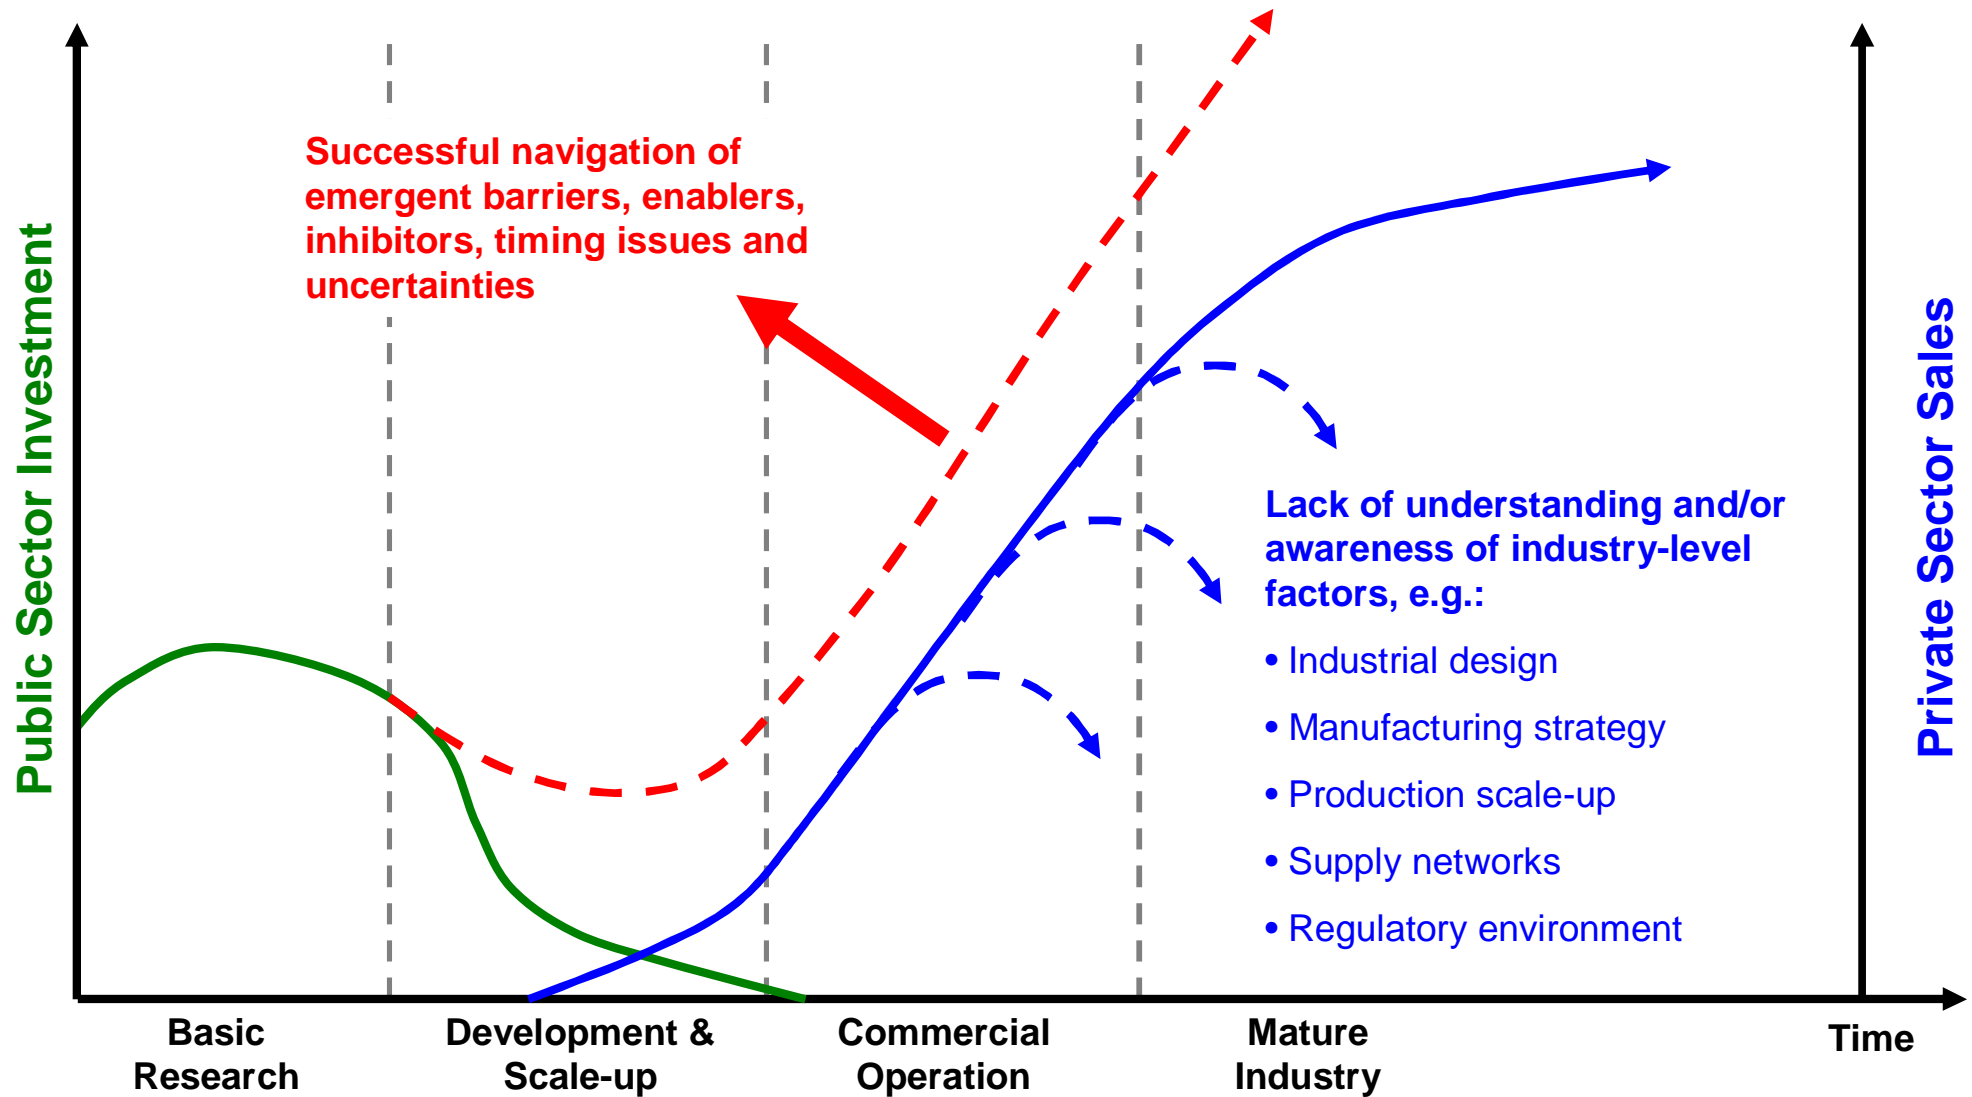 Successful navigation of
emergent barriers, enablers,
inhibitors, timing issues and
uncertainties
Public Sector Investment
Private Sector Sales
Lack of understanding and/or
awareness of industry-level
factors, e.g.:
• Industrial design
• Manufacturing strategy
• Production scale-up
• Supply networks
• Regulatory environment
Basic
Research
Development &
Scale-up
Commercial
Operation
Mature
Industry
Time